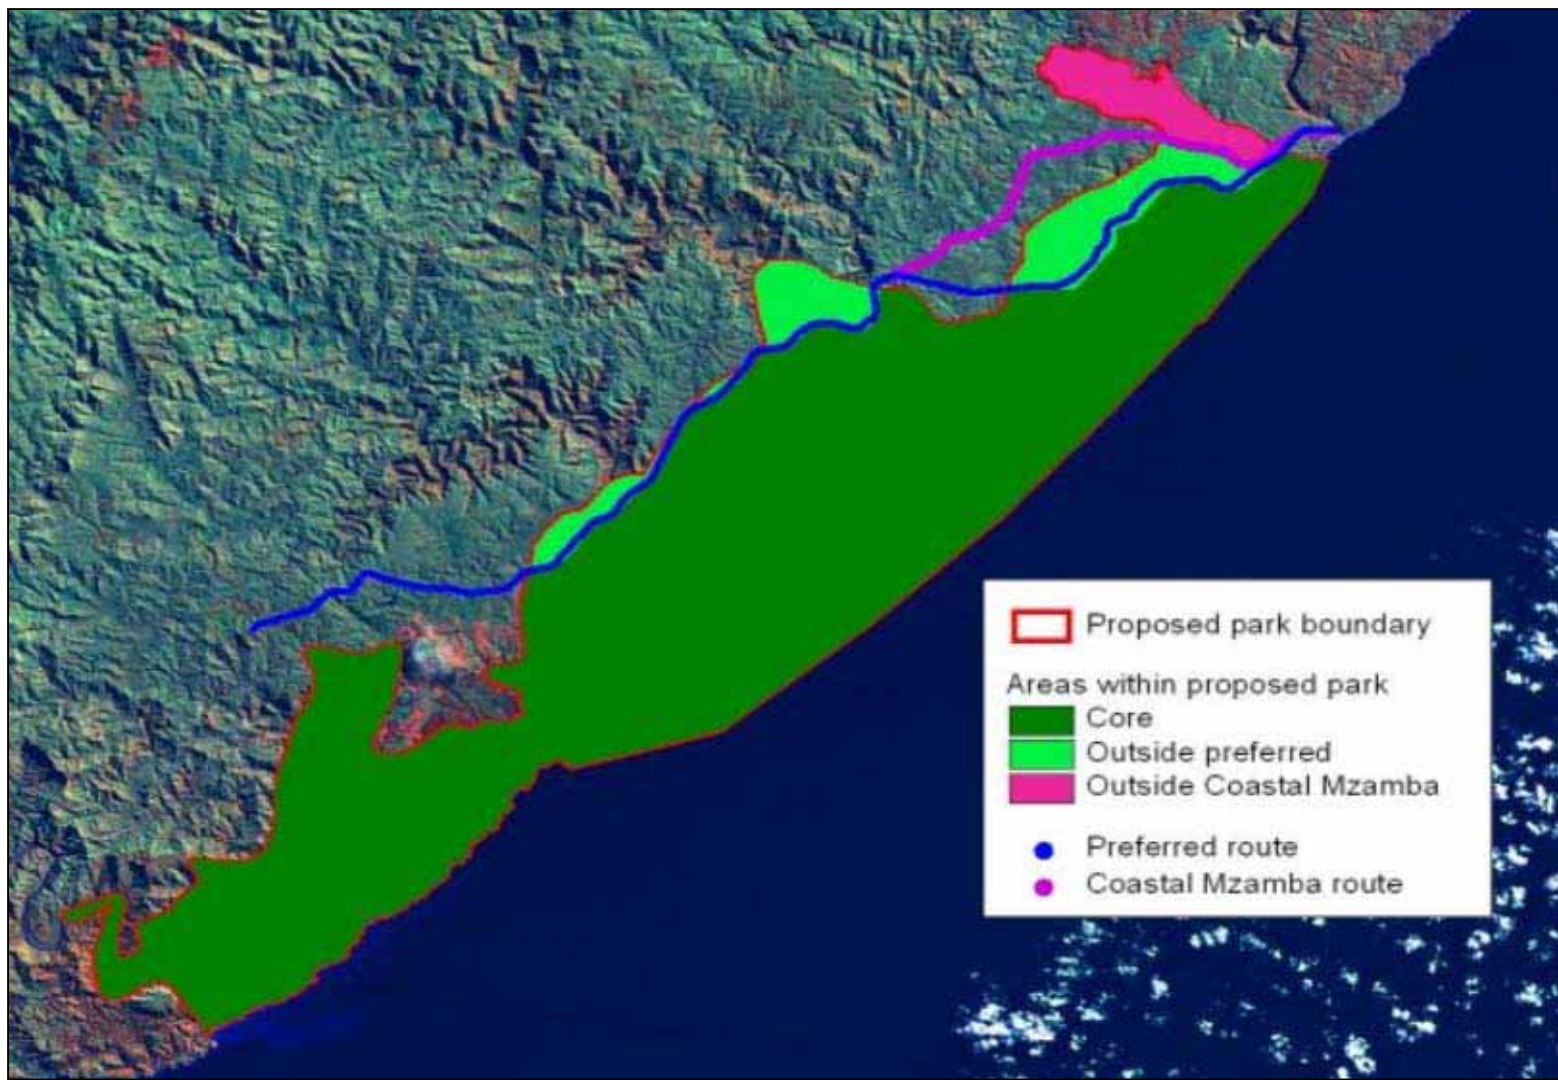 Proposed park boundary
Areas within proposed park
Core
Outside preferred
Outside Coastal Mzamba
Preferred route
Coastal Mzamba route